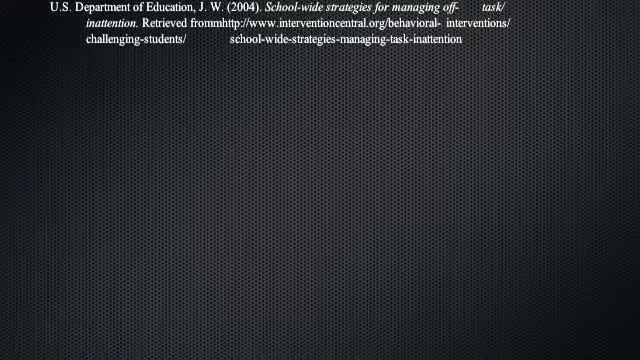 U.S. Department of Education, J. W. (2004). School-wide strategies for managing off- task/
inattention. Retrieved frommhttp://www.interventioncentral.org/behavioral- interventions/
challenging-students/ school-wide-strategies-managing-task-inattention